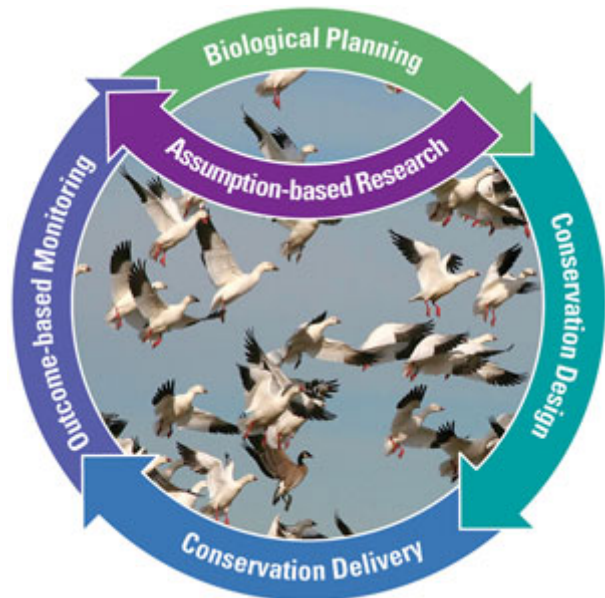 Biological Planning
Assumption-based Research
Conservation Design
Conservation Delivery
Outcome-based Monitoring